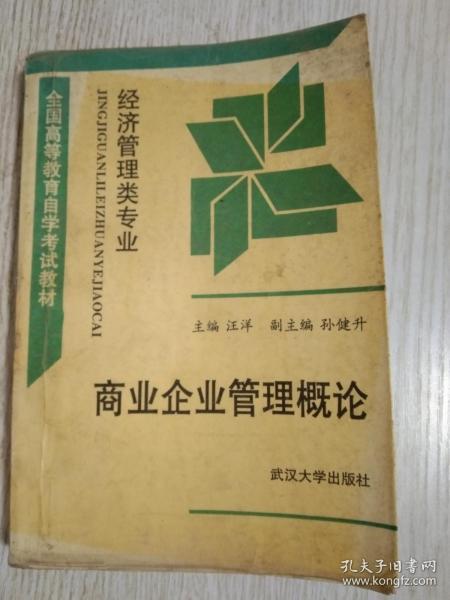 全国高等教育自学考试教材
经济管理类专业
JINGJIGUANLILEIZHUANYEJIAOCAI
主编 汪洋 副主编 孙健升
商业企业管理概论
武汉大学出版社
孔夫子旧书网
www.kongfz.com